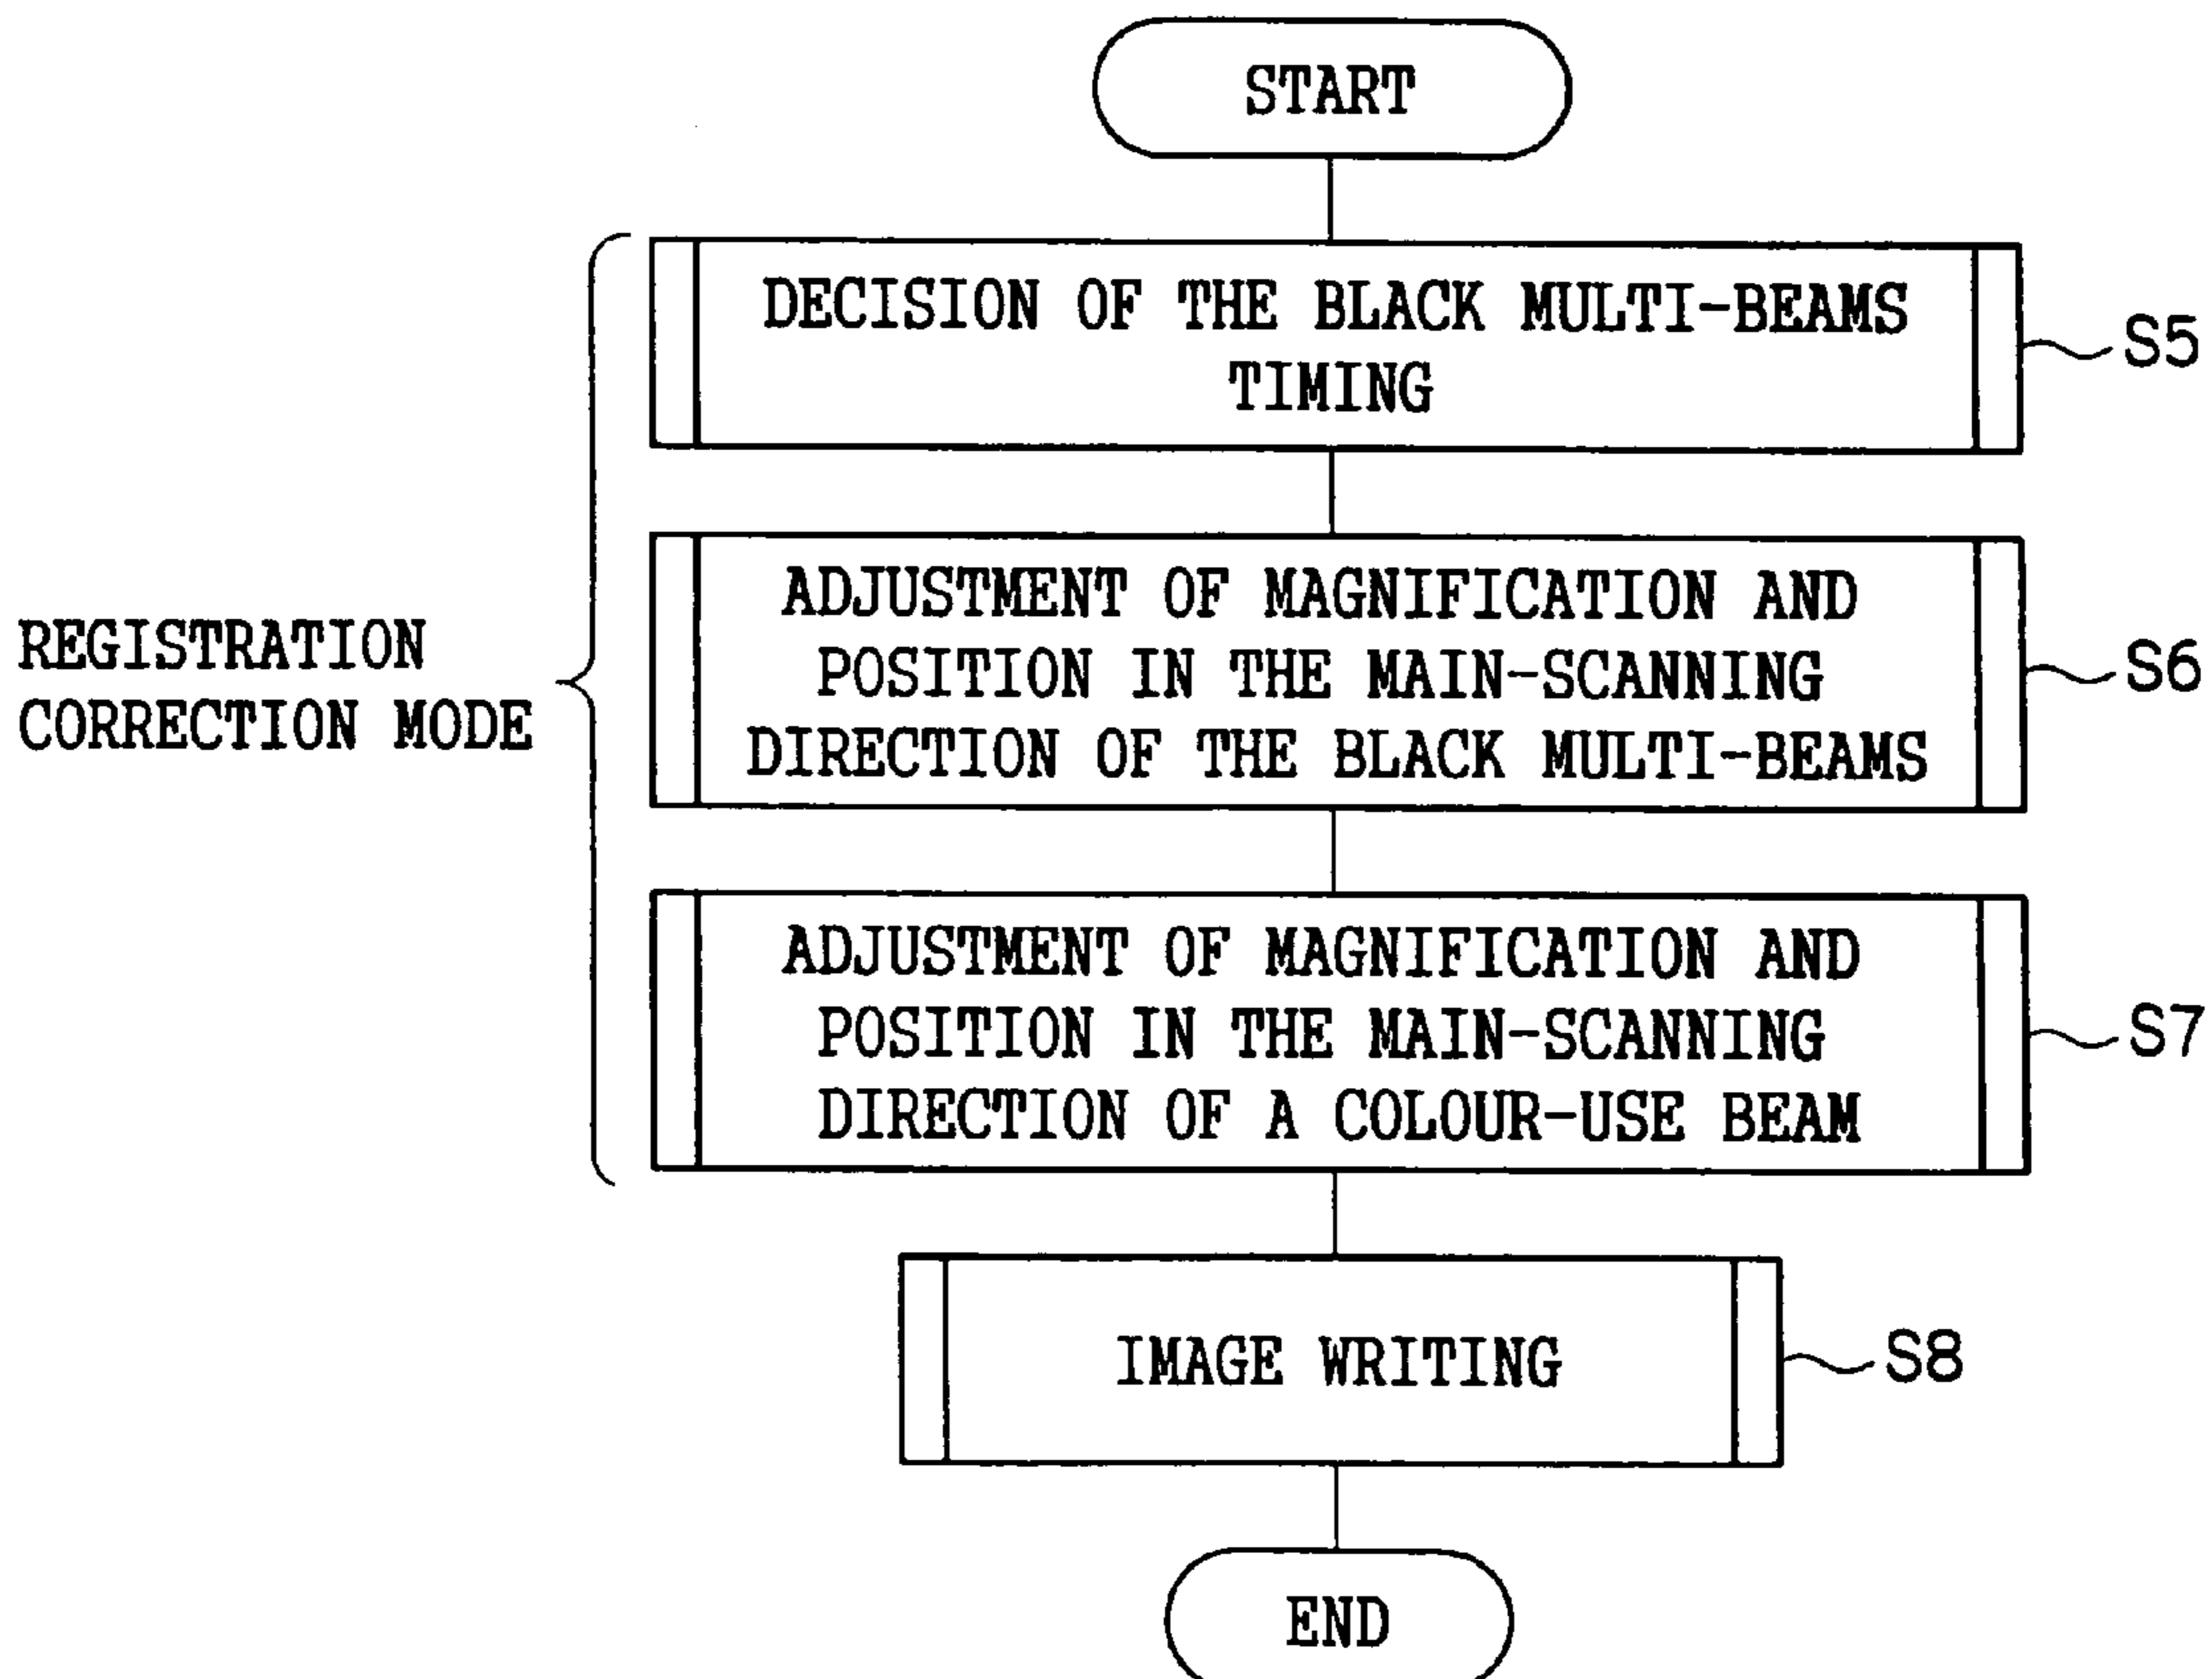 START
DECISION OF THE BLACK MULTI-BEAMS
TIMING
S5
REGISTRATION
CORRECTION MODE
ADJUSTMENT OF MAGNIFICATION AND
POSITION IN THE MAIN-SCANNING
DIRECTION OF THE BLACK MULTI-BEAMS
S6
ADJUSTMENT OF MAGNIFICATION AND
POSITION IN THE MAIN-SCANNING
DIRECTION OF A COLOUR-USE BEAM
S7
IMAGE WRITING
S8
END